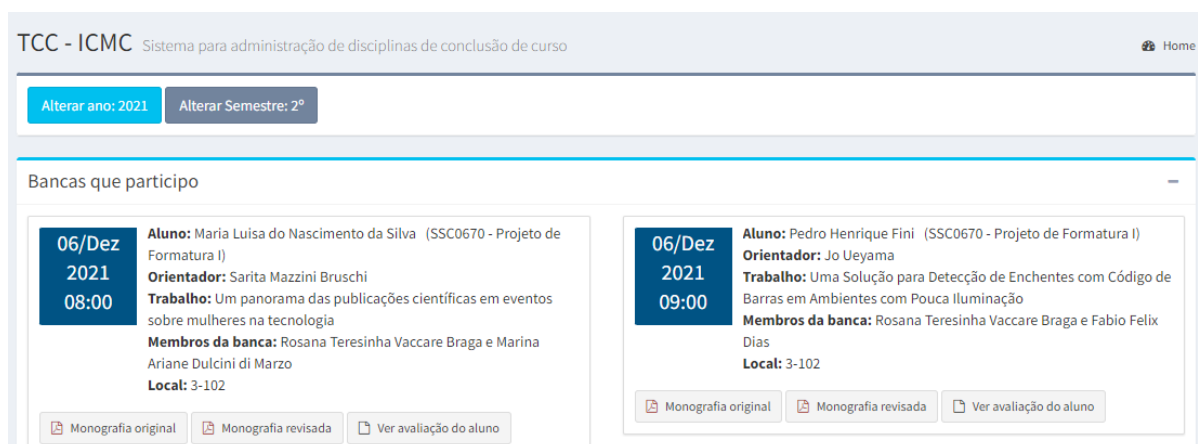 TCC - ICMC Sistema para administração de disciplinas de conclusão de curso
Home
Alterar ano: 2021
Alterar Semestre: 2º
Bancas que participo
06/Dez
2021
08:00
Aluno: Maria Luisa do Nascimento da Silva (SSC0670 - Projeto de
Formatura I)
Orientador: Sarita Mazzini Bruschi
Trabalho: Um panorama das publicações científicas em eventos
sobre mulheres na tecnologia
Membros da banca: Rosana Teresinha Vaccare Braga e Marina
Ariane Dulcini di Marzo
Local: 3-102
Monografia original
Monografia revisada
Ver avaliação do aluno
06/Dez
2021
09:00
Aluno: Pedro Henrique Fini (SSC0670 - Projeto de Formatura I)
Orientador: Jo Ueyama
Trabalho: Uma Solução para Detecção de Enchentes com Código de
Barras em Ambientes com Pouca Iluminação
Membros da banca: Rosana Teresinha Vaccare Braga e Fabio Felix
Dias
Local: 3-102
Monografia original
Monografia revisada
Ver avaliação do aluno